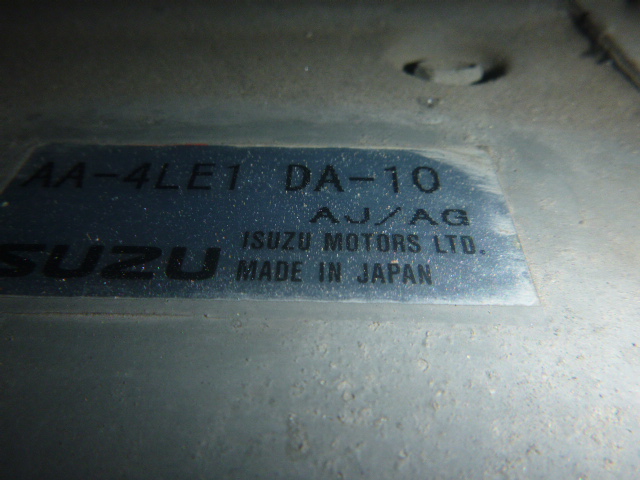 AA-4LE1 DA-10
AJ/AG
ISUZU MOTORS LTD.
SUZU MADE IN JAPAN